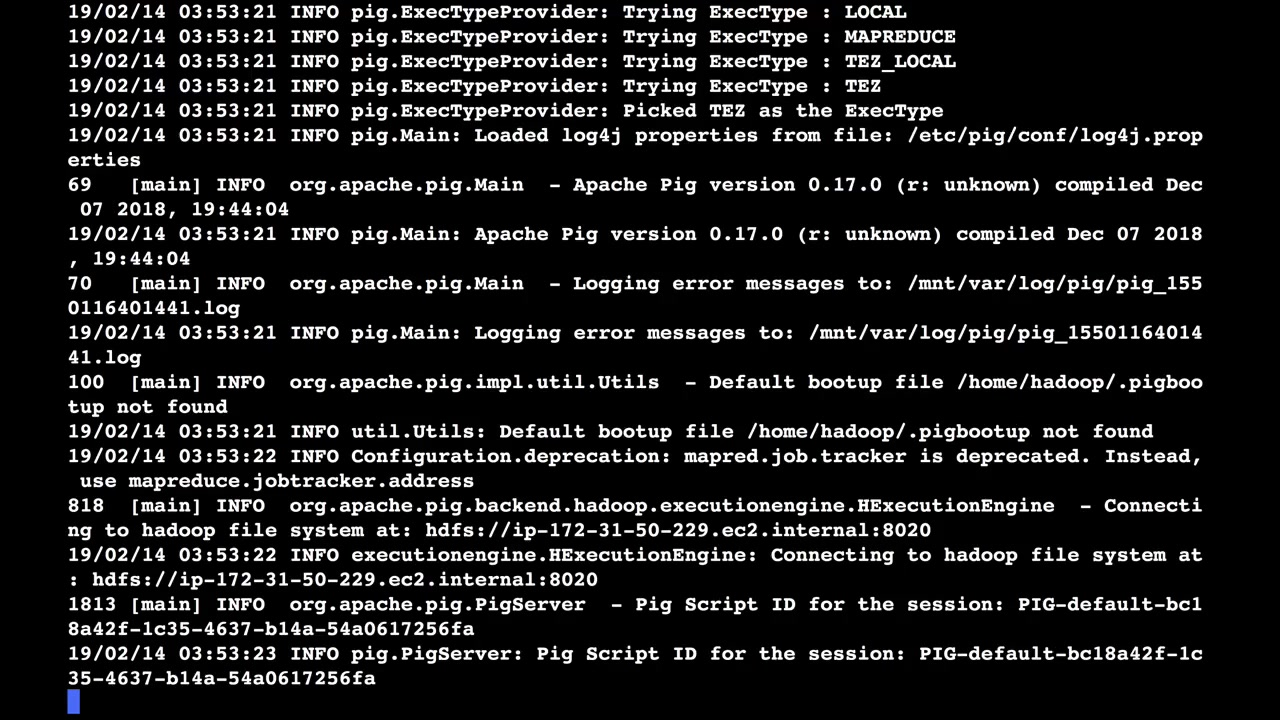 19/02/14 03:53:21 INFO pig.ExecTypeProvider: Trying ExecType : LOCAL
19/02/14 03:53:21 INFO pig.ExecTypeProvider: Trying ExecType : MAPREDUCE
19/02/14 03:53:21 INFO pig.ExecTypeProvider: Trying ExecType : TEZ_LOCAL
19/02/14 03:53:21 INFO pig.ExecTypeProvider: Trying ExecType : TEZ
19/02/14 03:53:21 INFO pig.ExecTypeProvider: Picked TEZ as the ExecType
19/02/14 03:53:21 INFO pig.Main: Loaded log4j properties from file: /etc/pig/conf/log4j.prop
erties
69   [main] INFO  org.apache.pig.Main  - Apache Pig version 0.17.0 (r: unknown) compiled Dec
 07 2018, 19:44:04
19/02/14 03:53:21 INFO pig.Main: Apache Pig version 0.17.0 (r: unknown) compiled Dec 07 2018
, 19:44:04
70   [main] INFO  org.apache.pig.Main  - Logging error messages to: /mnt/var/log/pig/pig_155
0116401441.log
19/02/14 03:53:21 INFO pig.Main: Logging error messages to: /mnt/var/log/pig/pig_15501164014
41.log
100  [main] INFO  org.apache.pig.impl.util.Utils  - Default bootup file /home/hadoop/.pigboo
tup not found
19/02/14 03:53:21 INFO util.Utils: Default bootup file /home/hadoop/.pigbootup not found
19/02/14 03:53:22 INFO Configuration.deprecation: mapred.job.tracker is deprecated. Instead,
 use mapreduce.jobtracker.address
818  [main] INFO  org.apache.pig.backend.hadoop.executionengine.HExecutionEngine  - Connecti
ng to hadoop file system at: hdfs://ip-172-31-50-229.ec2.internal:8020
19/02/14 03:53:22 INFO executionengine.HExecutionEngine: Connecting to hadoop file system at
: hdfs://ip-172-31-50-229.ec2.internal:8020
1813 [main] INFO  org.apache.pig.PigServer  - Pig Script ID for the session: PIG-default-bc1
8a42f-1c35-4637-b14a-54a0617256fa
19/02/14 03:53:23 INFO pig.PigServer: Pig Script ID for the session: PIG-default-bc18a42f-1c
35-4637-b14a-54a0617256fa